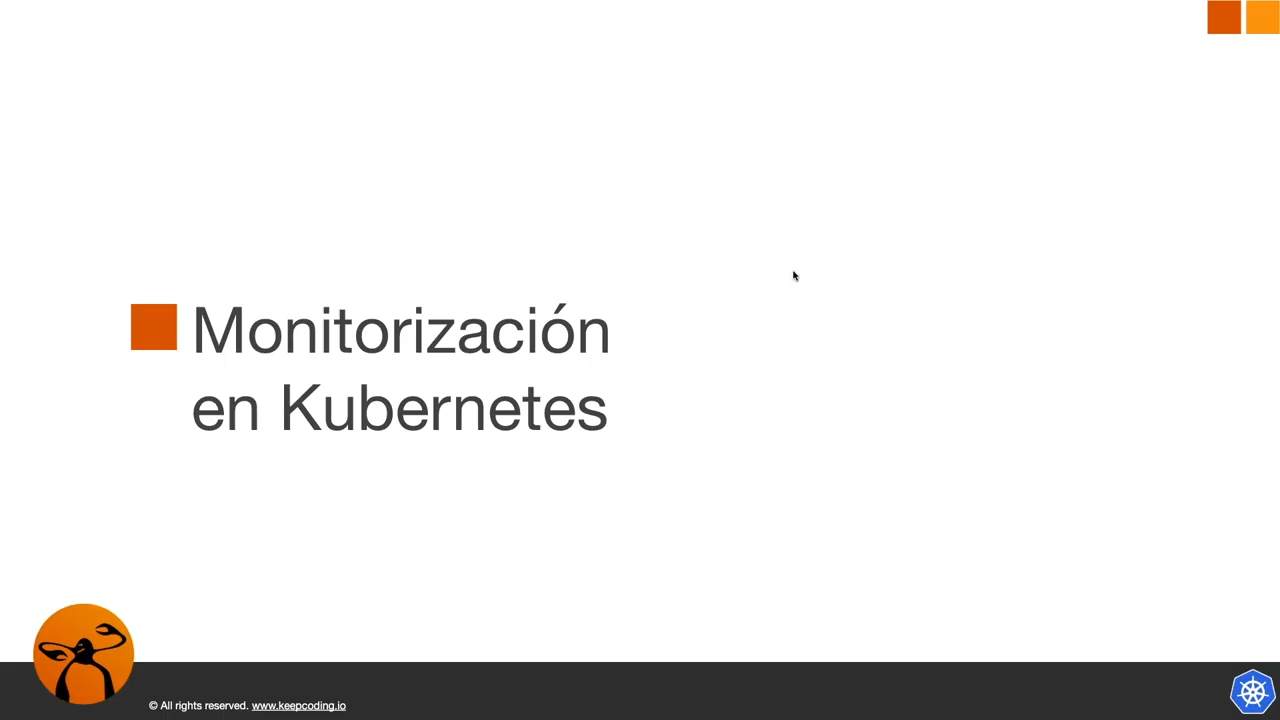 Monitorización
en Kubernetes
© All rights reserved. www.keepcoding.io